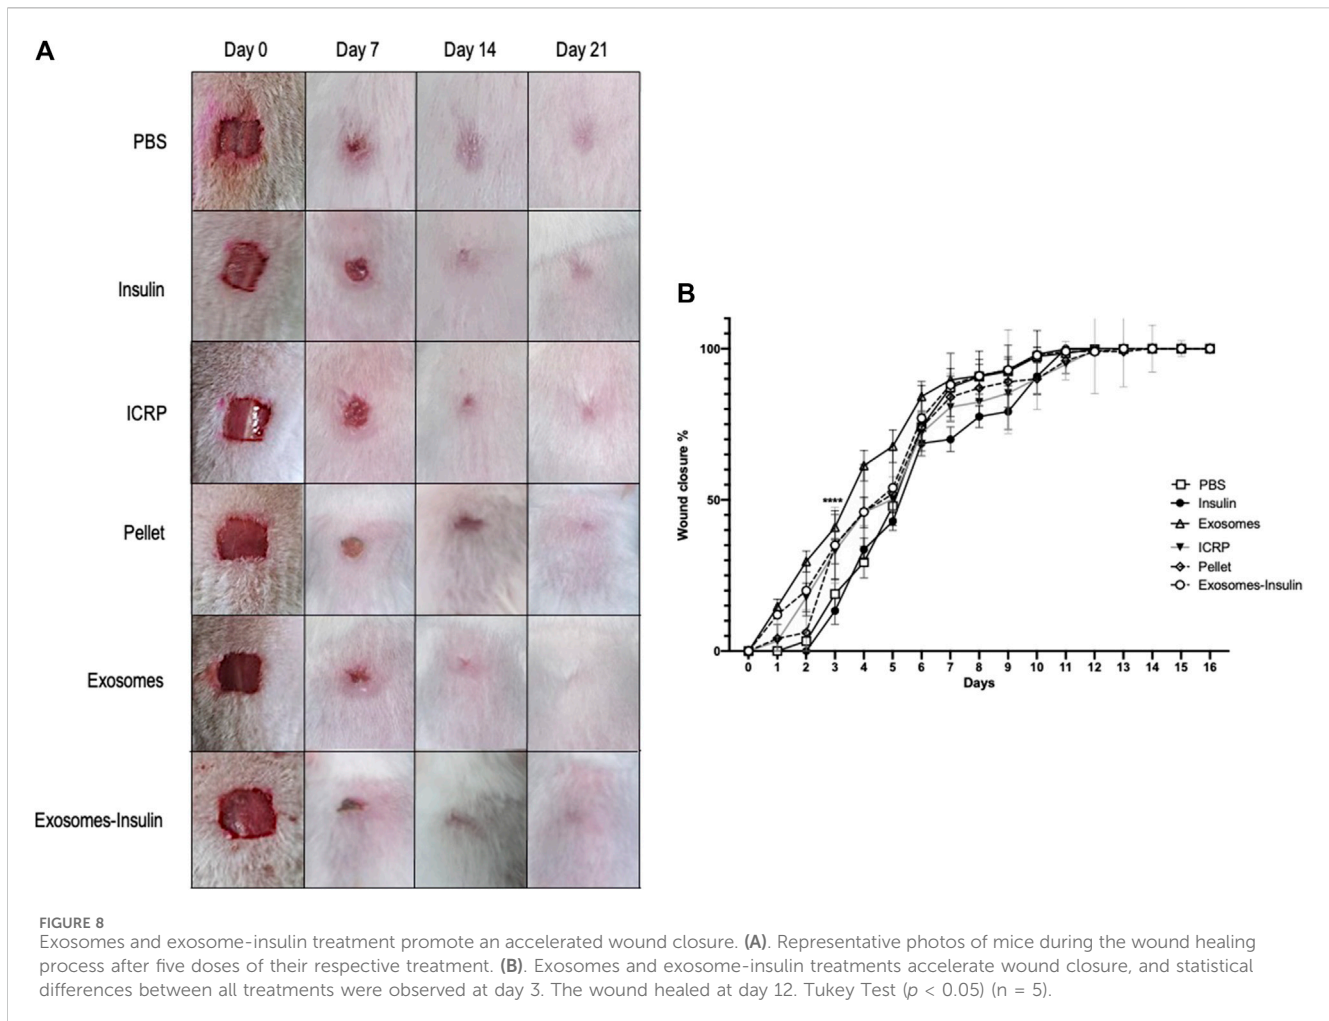 A
Day 0 Day 7 Day 14 Day 21
PBS
Insulin
ICRP
Pellet
Exosomes
Exosomes-Insulin
B
Wound closure %
100
50
0
****
PBS
Insulin
Exosomes
ICRP
Pellet
Exosomes-Insulin
0 1 2 3 4 5 6 7 8 9 10 11 12 13 14 15 16
Days
FIGURE 8
Exosomes and exosome-insulin treatment promote an accelerated wound closure. (A). Representative photos of mice during the wound healing
process after five doses of their respective treatment. (B). Exosomes and exosome-insulin treatments accelerate wound closure, and statistical
differences between all treatments were observed at day 3. The wound healed at day 12. Tukey Test (p < 0.05) (n = 5).